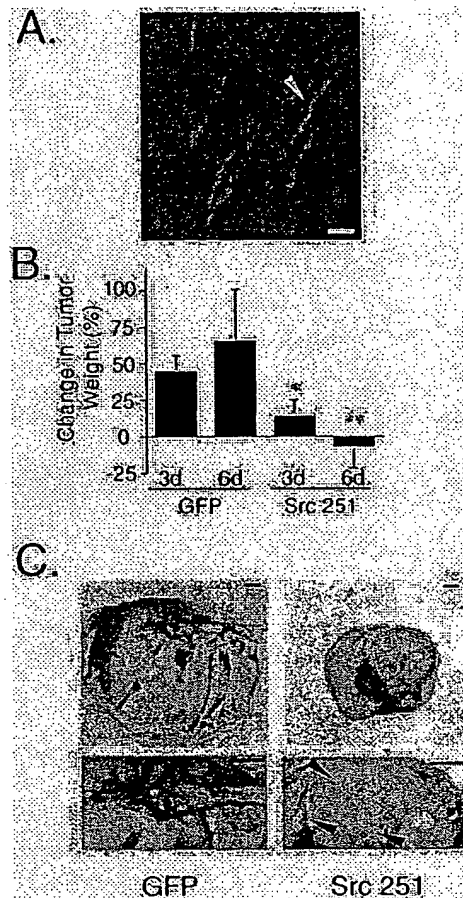 A.
B.
Change in Tumor
Weight (%)
100
75
50
25
0
-25
3d 6d 3d 6d
GFP Src 251
*
**
C.
GFP Src 251